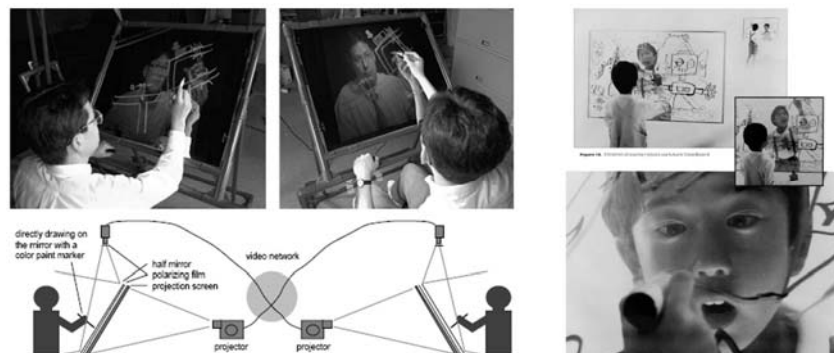 directly drawing on
the mirror with a
color paint marker
half mirror
polarizing film
projection screen
video network
projector
projector